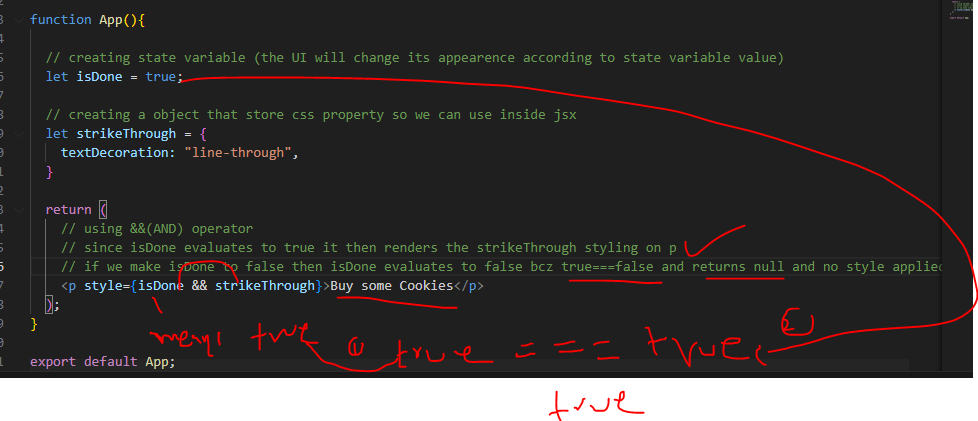 function App(){
// creating state variable (the UI will change its appearence according to state variable value)
let isDone = true;
// creating a object that store css property so we can use inside jsx
let strikeThrough = {
textDecoration: "line-through",
}
return (
// using &&(AND) operator
// since isDone evaluates to true it then renders the strikeThrough styling on p
// if we make isDone to false then isDone evaluates to false bcz true===false and returns null and no style applied
<p style={isDone && strikeThrough}>Buy some Cookies</p>
);
}
true true === true
export default App;
true